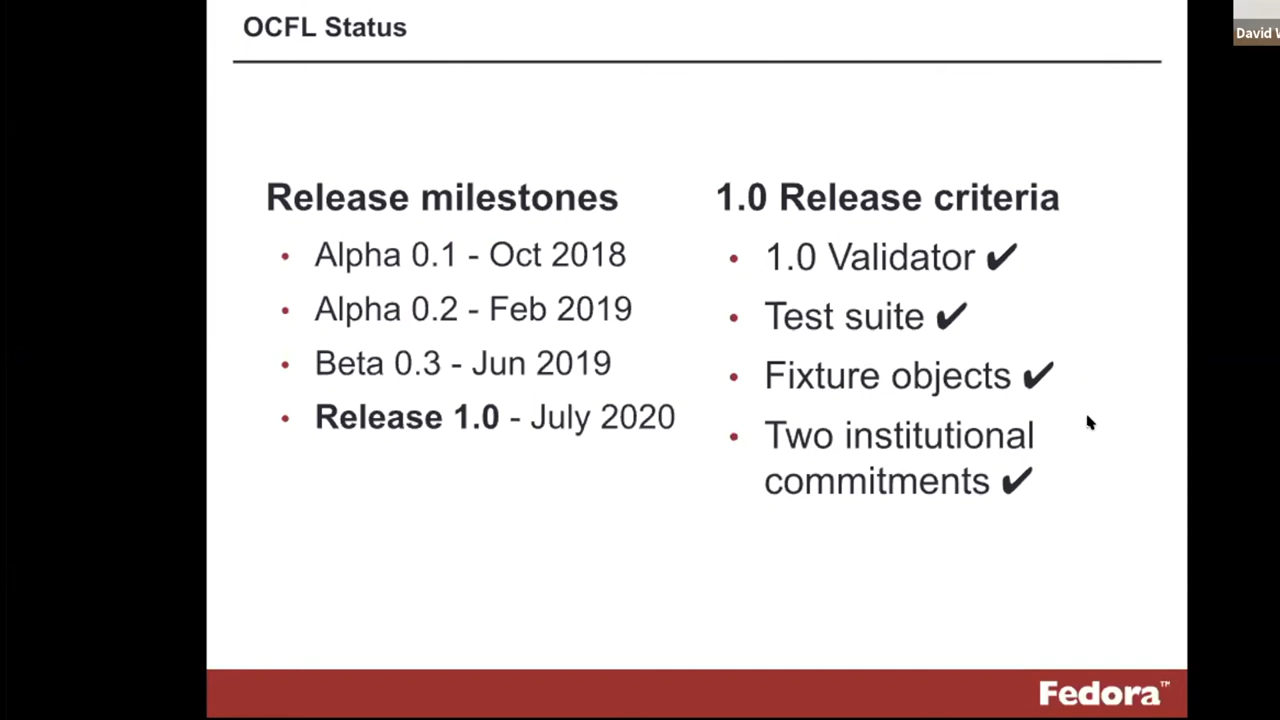 OCFL Status
David
Release milestones
• Alpha 0.1 - Oct 2018
• Alpha 0.2 - Feb 2019
• Beta 0.3 - Jun 2019
• Release 1.0 - July 2020
1.0 Release criteria
• 1.0 Validator ✔
• Test suite ✔
• Fixture objects ✔
• Two institutional
commitments ✔
Fedora™